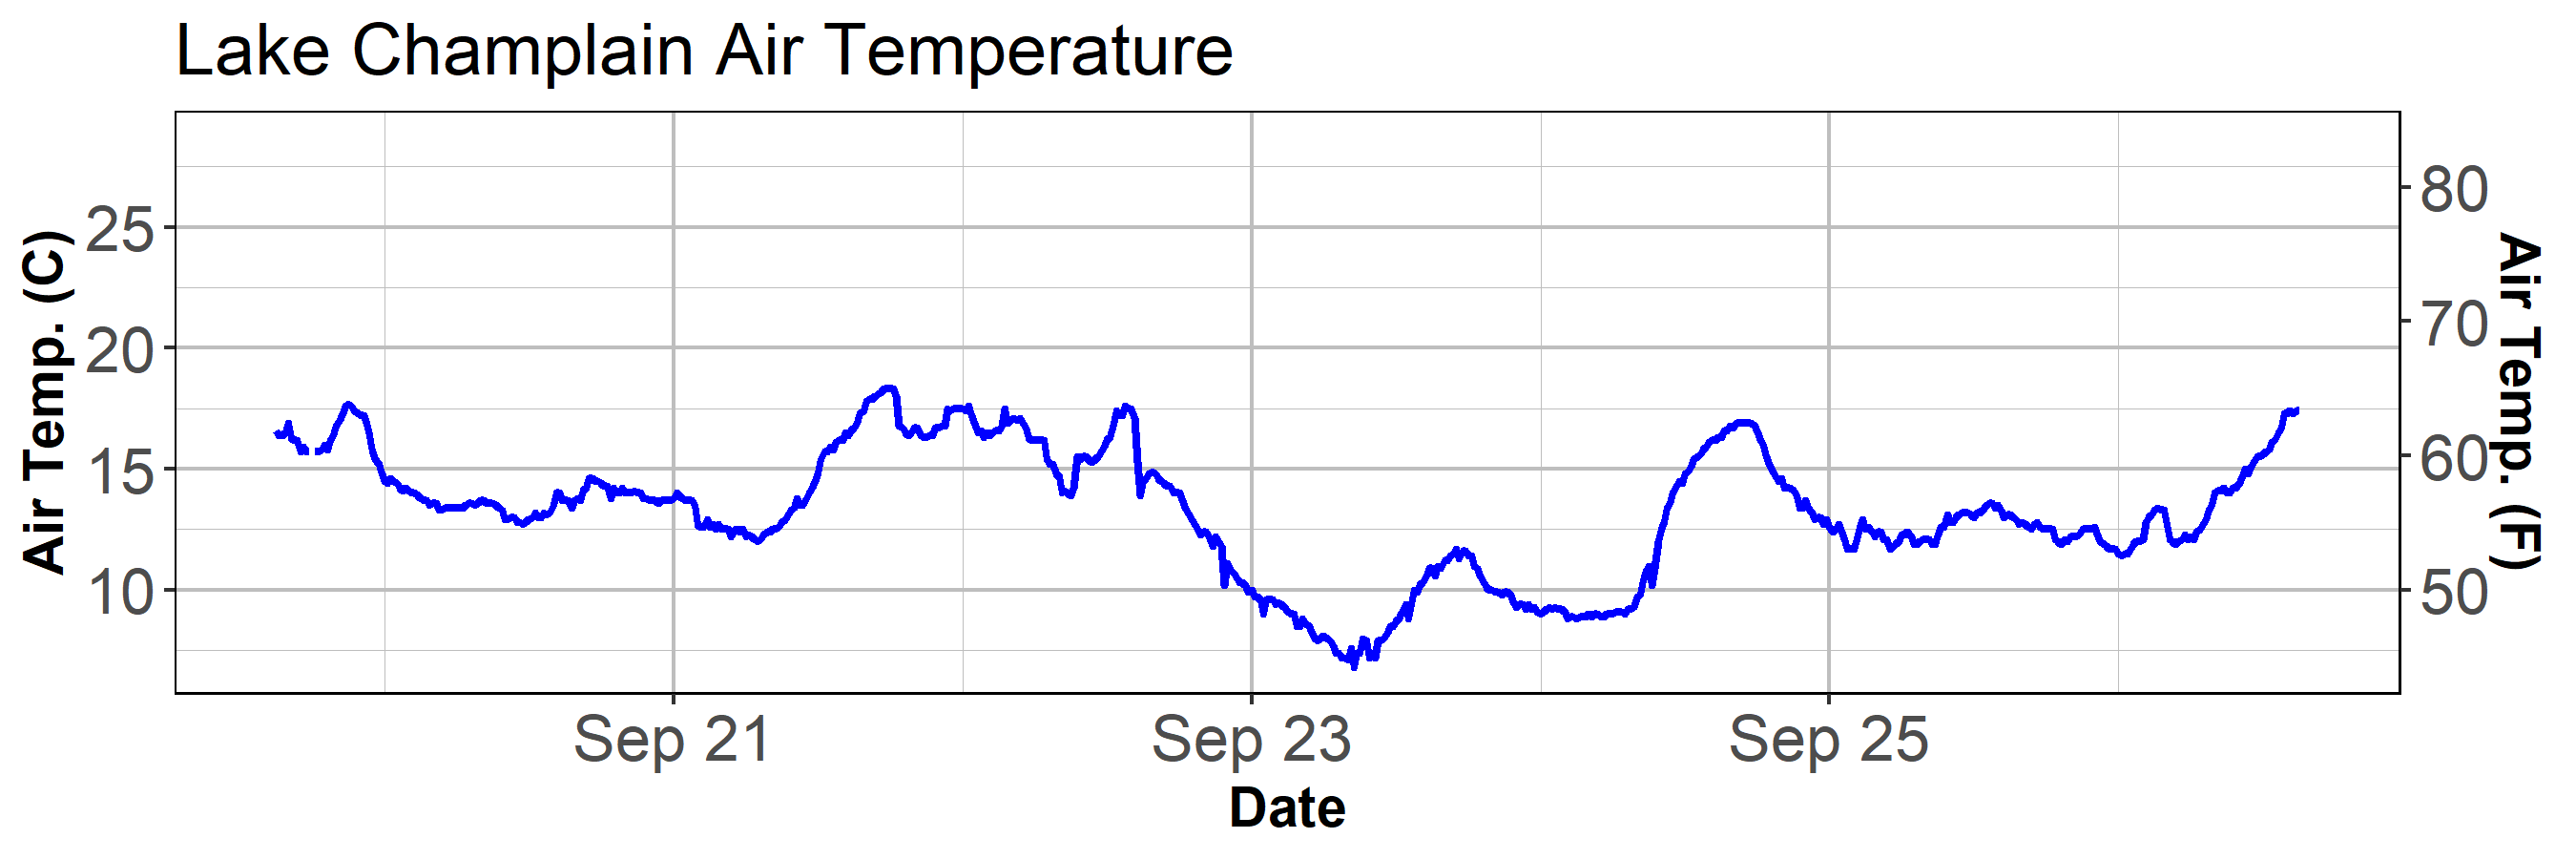 Lake Champlain Air Temperature
Air Temp. (C)
25
20
15
10
80
70
60
50
Air Temp. (F)
Sep 21 Sep 23 Sep 25
Date